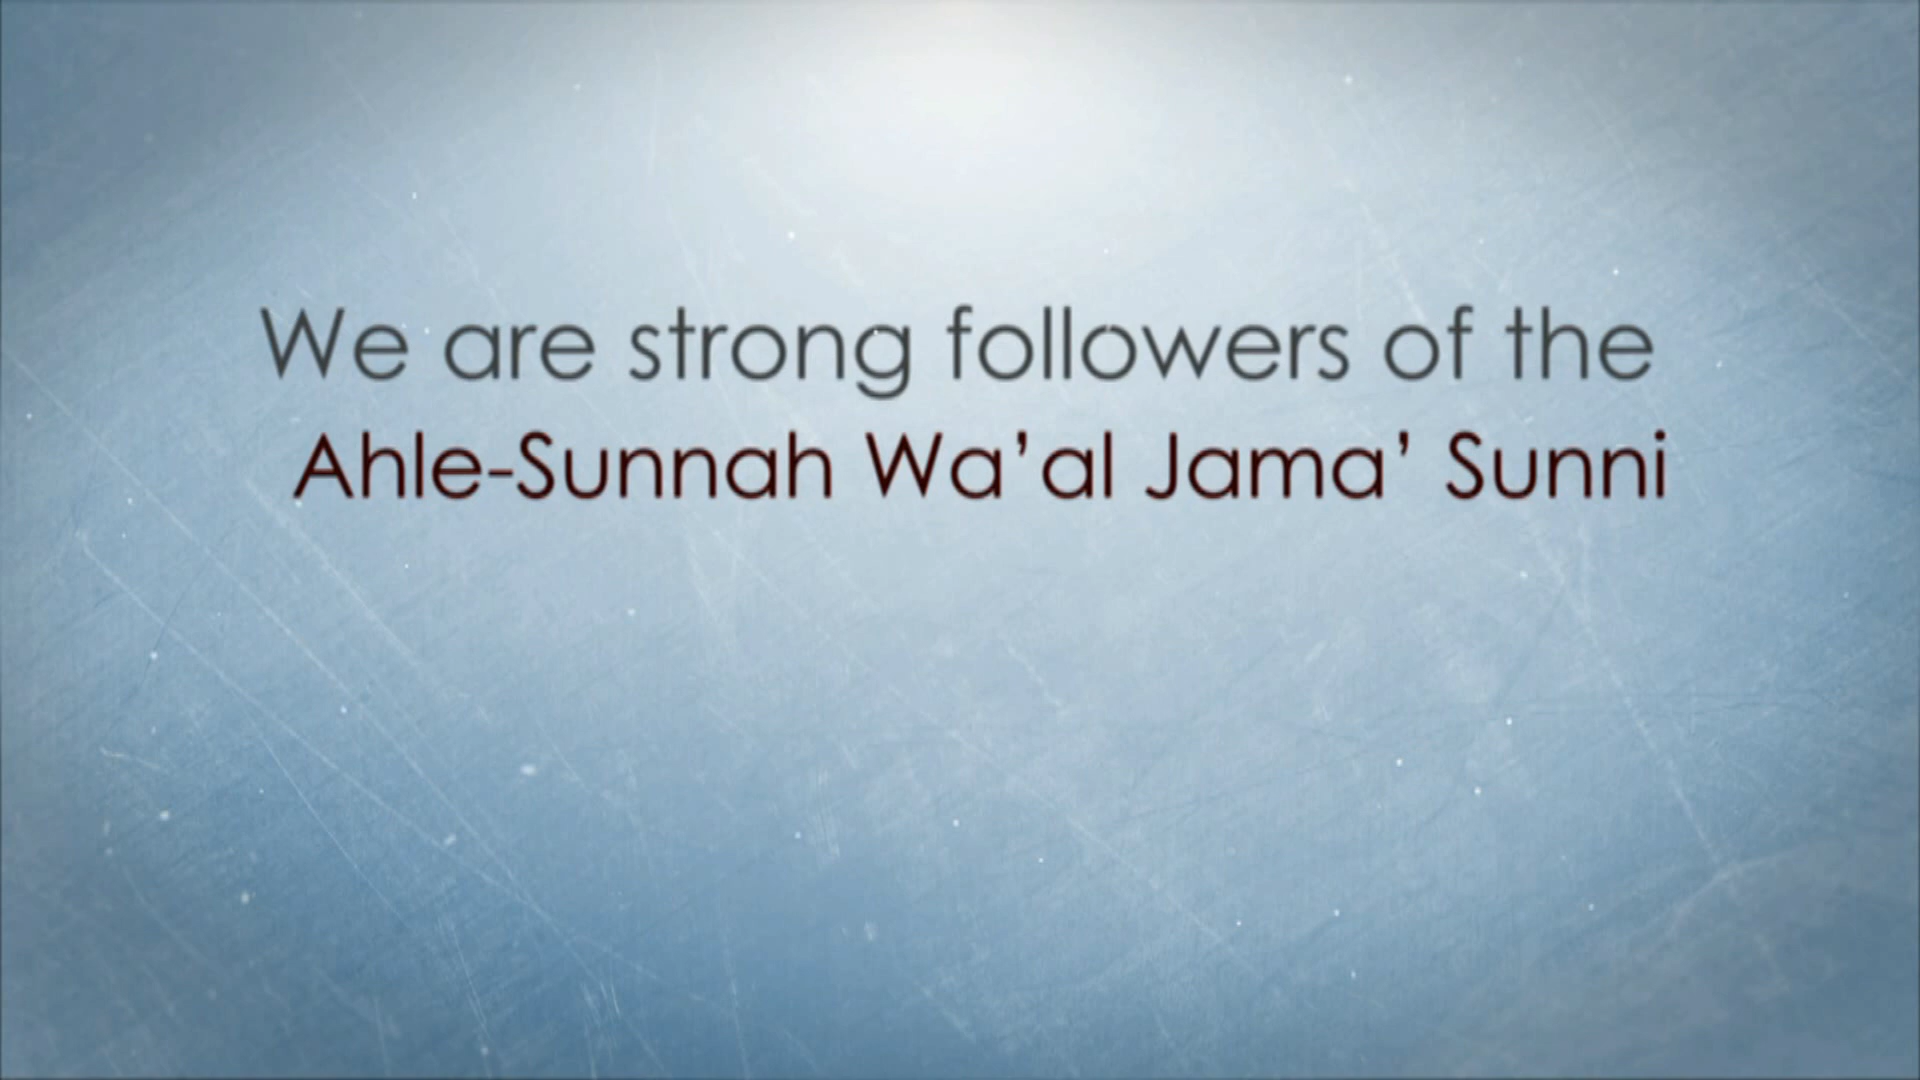 We are strong followers of the
Ahle-Sunnah Wa’al Jama’ Sunni